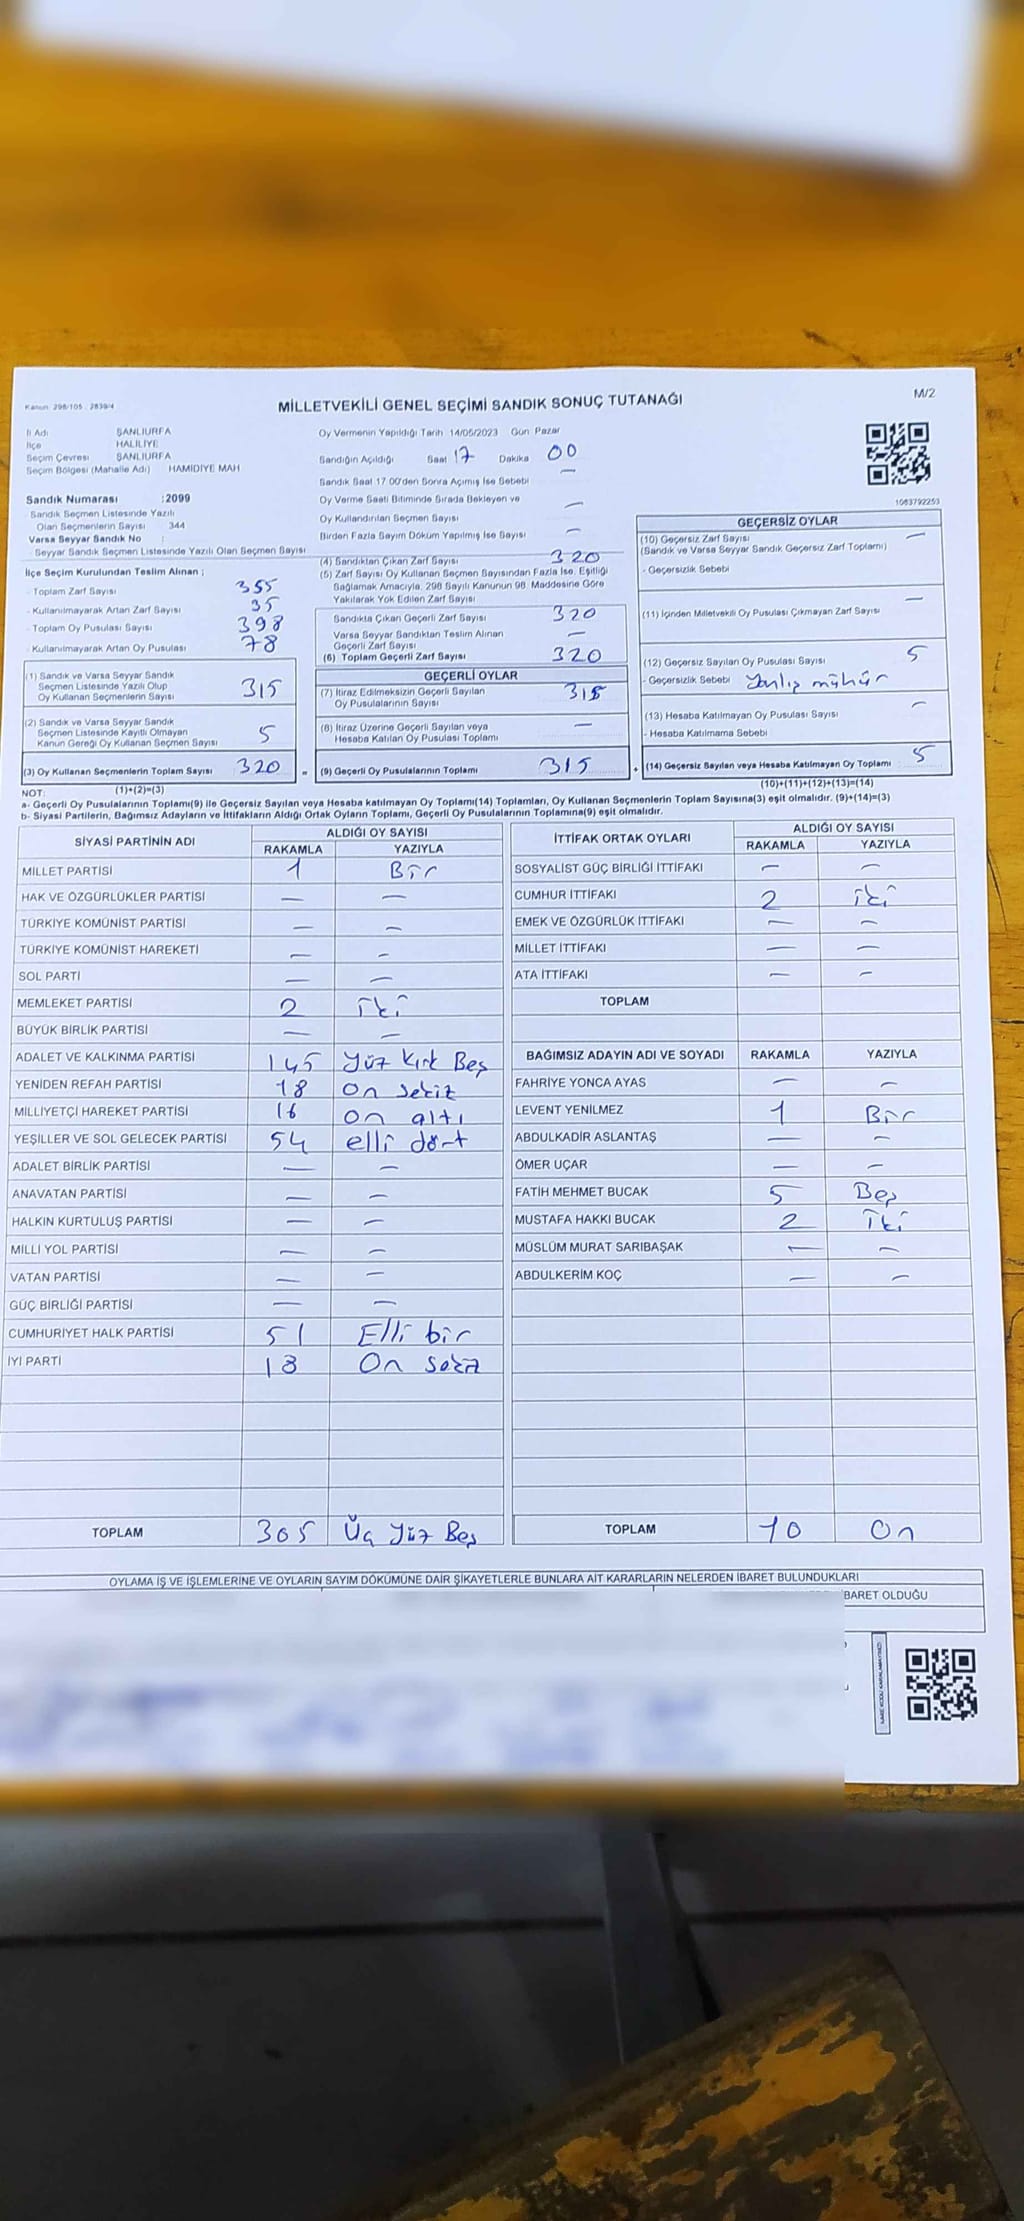 Kanun: 298/105 , 2839/4
MİLLETVEKİLİ GENEL SEÇİMİ SANDIK SONUÇ TUTANAĞI
M/2
İl Adı ŞANLIURFA
İlçe HALİLİYE
Seçim Çevresi ŞANLIURFA
Seçim Bölgesi (Mahalle Adı) HAMİDİYE MAH
Sandık Numarası :2099
Sandık Seçmen Listesinde Yazılı
Olan Seçmenlerin Sayısı 344
Varsa Seyyar Sandık No :
- Seyyar Sandık Seçmen Listesinde Yazılı Olan Seçmen Sayısı
İlçe Seçim Kurulundan Teslim Alınan ;
- Toplam Zarf Sayısı 355
- Kullanılmayarak Artan Zarf Sayısı 35
- Toplam Oy Pusulası Sayısı 398
- Kullanılmayarak Artan Oy Pusulası 78
(1) Sandık ve Varsa Seyyar Sandık
Seçmen Listesinde Yazılı Olup
Oy Kullanan Seçmenlerin Sayısı 315
(2) Sandık ve Varsa Seyyar Sandık
Seçmen Listesinde Kayıtlı Olmayan
Kanun Gereği Oy Kullanan Seçmen Sayısı 5
(3) Oy Kullanan Seçmenlerin Toplam Sayısı 320
Oy Vermenin Yapıldığı Tarih 14/05/2023 Gün: Pazar
Sandığın Açıldığı Saat 17 Dakika 00
Sandık Saat 17:00'den Sonra Açımış İse Sebebi —
Oy Verme Saati Bitiminde Sırada Bekleyen ve
Oy Kullandırılan Seçmen Sayısı —
Birden Fazla Sayım Döküm Yapılmış İse Sayısı —
(4) Sandıktan Çıkan Zarf Sayısı 320
(5) Zarf Sayısı Oy Kullanan Seçmen Sayısından Fazla İse, Eşitliği
Sağlamak Amacıyla, 298 Sayılı Kanunun 98. Maddesine Göre
Yakılarak Yok Edilen Zarf Sayısı
Sandıkta Çıkan Geçerli Zarf Sayısı 320
Varsa Seyyar Sandıktan Teslim Alınan
Geçerli Zarf Sayısı —
(6) Toplam Geçerli Zarf Sayısı 320
GEÇERLİ OYLAR
(7) İtiraz Edilmeksizin Geçerli Sayılan
Oy Pusulalarının Sayısı 315
(8) İtiraz Üzerine Geçerli Sayılan veya
Hesaba Katılan Oy Pusulası Toplamı —
= (9) Geçerli Oy Pusulalarının Toplamı 315 +
1083792253
GEÇERSİZ OYLAR
(10) Geçersiz Zarf Sayısı —
(Sandık ve Varsa Seyyar Sandık Geçersiz Zarf Toplamı)
- Geçersizlik Sebebi
(11) İçinden Milletvekili Oy Pusulası Çıkmayan Zarf Sayısı —
(12) Geçersiz Sayılan Oy Pusulası Sayısı 5
- Geçersizlik Sebebi Yanlış mühür
(13) Hesaba Katılmayan Oy Pusulası Sayısı —
- Hesaba Katılmama Sebebi
(14) Geçersiz Sayılan veya Hesaba Katılmayan Oy Toplamı 5
NOT: (1)+(2)=(3)
(10)+(11)+(12)+(13)=(14)
a- Geçerli Oy Pusulalarının Toplamı(9) ile Geçersiz Sayılan veya Hesaba katılmayan Oy Toplamı(14) Toplamları, Oy Kullanan Seçmenlerin Toplam Sayısına(3) eşit olmalıdır. (9)+(14)=(3)
b- Siyasi Partilerin, Bağımsız Adayların ve İttifakların Aldığı Ortak Oyların Toplamı, Geçerli Oy Pusulalarının Toplamına(9) eşit olmalıdır.
SİYASİ PARTİNİN ADI ALDIĞI OY SAYISI
RAKAMLA YAZIYLA
MİLLET PARTİSİ 1 Bir
HAK VE ÖZGÜRLÜKLER PARTİSİ — —
TÜRKİYE KOMÜNİST PARTİSİ — —
TÜRKİYE KOMÜNİST HAREKETİ — —
SOL PARTİ — —
MEMLEKET PARTİSİ 2 İki
BÜYÜK BİRLİK PARTİSİ — —
ADALET VE KALKINMA PARTİSİ 145 Yüz Kırk Beş
YENİDEN REFAH PARTİSİ 18 On sekiz
MİLLİYETÇİ HAREKET PARTİSİ 16 on altı
YEŞİLLER VE SOL GELECEK PARTİSİ 54 elli dört
ADALET BİRLİK PARTİSİ — —
ANAVATAN PARTİSİ — —
HALKIN KURTULUŞ PARTİSİ — —
MİLLİ YOL PARTİSİ — —
VATAN PARTİSİ — —
GÜÇ BİRLİĞİ PARTİSİ — —
CUMHURİYET HALK PARTİSİ 51 Elli bir
İYİ PARTİ 18 On sekiz
TOPLAM 305 Üç Yüz Beş
İTTİFAK ORTAK OYLARI ALDIĞI OY SAYISI
RAKAMLA YAZIYLA
SOSYALİST GÜÇ BİRLİĞİ İTTİFAKI — —
CUMHUR İTTİFAKI 2 iki
EMEK VE ÖZGÜRLÜK İTTİFAKI — —
MİLLET İTTİFAKI — —
ATA İTTİFAKI — —
TOPLAM
BAĞIMSIZ ADAYIN ADI VE SOYADI RAKAMLA YAZIYLA
FAHRİYE YONCA AYAS — —
LEVENT YENİLMEZ 1 Bir
ABDULKADİR ASLANTAŞ — —
ÖMER UÇAR — —
FATİH MEHMET BUCAK 5 Beş
MUSTAFA HAKKI BUCAK 2 İki
MÜSLÜM MURAT SARIBAŞAK — —
ABDULKERİM KOÇ — —
TOPLAM 10 On
OYLAMA İŞ VE İŞLEMLERİNE VE OYLARIN SAYIM DÖKÜMÜNE DAİR ŞİKAYETLERLE BUNLARA AİT KARARLARIN NELERDEN İBARET BULUNDUKLARI
İBARET OLDUĞU